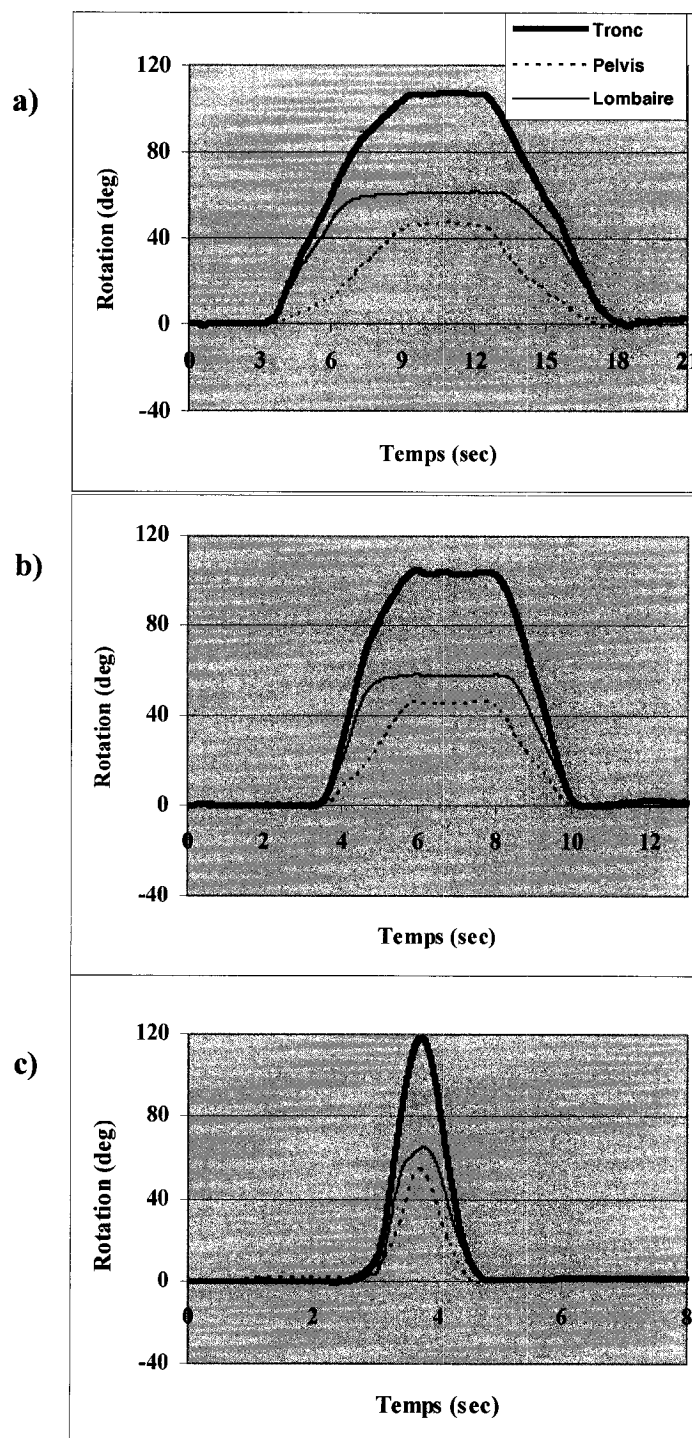 Tronc
Pelvis
Lombaire
a)
120
80
40
0
-40
Rotation (deg)
0 3 6 9 12 15 18 21
Temps (sec)
b)
120
80
40
0
-40
Rotation (deg)
0 2 4 6 8 10 12
Temps (sec)
c)
120
80
40
0
-40
Rotation (deg)
0 2 4 6 8
Temps (sec)